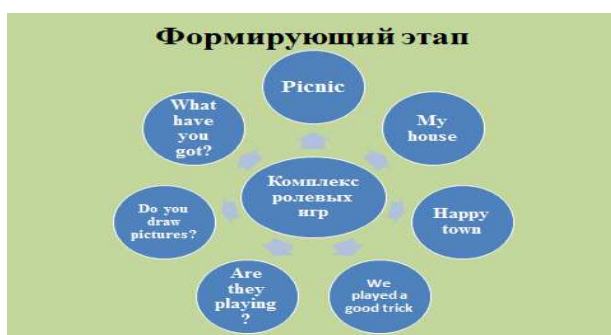 Формирующий этап
Picnic
My
house
Happy
town
We
played a
good trick
Are
they
playing
?
Do you
draw
pictures?
What
have
you
got?
Комплекс
ролевых
игр